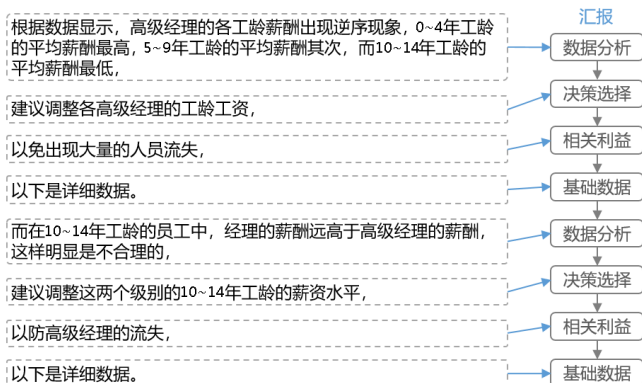 汇报
根据数据显示，高级经理的各工龄薪酬出现逆序现象，0~4年工龄
的平均薪酬最高，5~9年工龄的平均薪酬其次，而10~14年工龄的
平均薪酬最低，
数据分析
建议调整各高级经理的工龄工资，
决策选择
以免出现大量的人员流失，
相关利益
以下是详细数据。
基础数据
而在10~14年工龄的员工中，经理的薪酬远高于高级经理的薪酬，
这样明显是不合理的，
数据分析
建议调整这两个级别的10~14年工龄的薪资水平，
决策选择
以防高级经理的流失，
相关利益
以下是详细数据。
基础数据